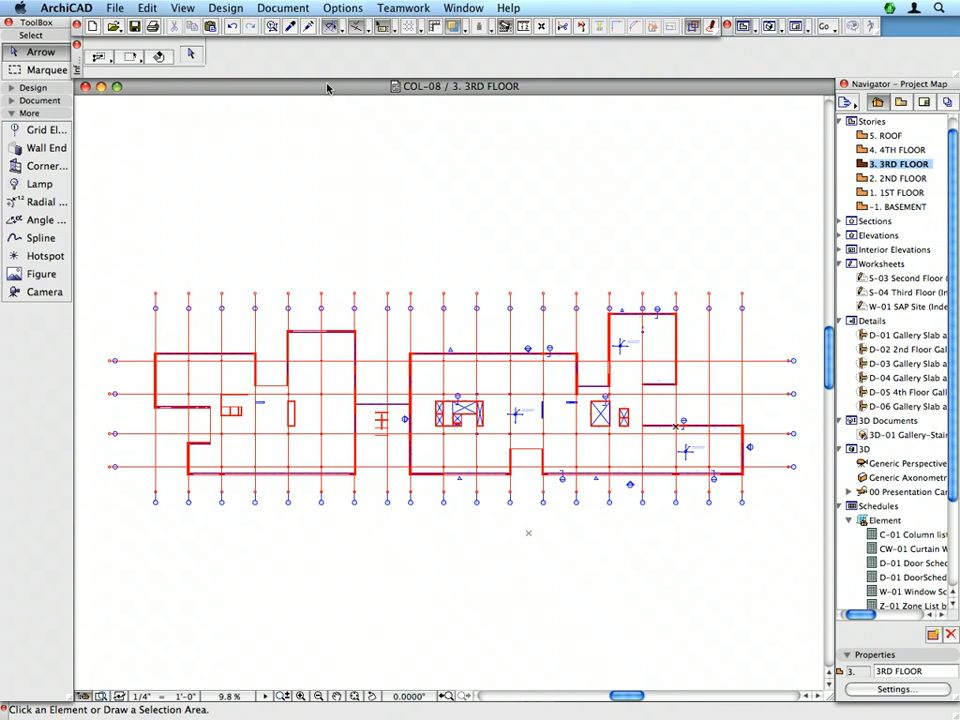 ArchiCAD File Edit View Design Document Options Teamwork Window Help
ToolBox
Select
Arrow
Marquee
Design
Document
More
Grid El...
Wall End
Corner...
Lamp
Radial ...
Angle ...
Spline
Hotspot
Figure
Camera
Go...
COL-08 / 3. 3RD FLOOR
Navigator - Project Map
Stories
5. ROOF
4. 4TH FLOOR
3. 3RD FLOOR
2. 2ND FLOOR
1. 1ST FLOOR
-1. BASEMENT
Sections
Elevations
Interior Elevations
Worksheets
S-03 Second Floor (
S-04 Third Floor (In
W-01 SAP Site (Inde
Details
D-01 Gallery Slab a
D-02 2nd Floor Gal
D-03 Gallery Slab a
D-04 Gallery Slab a
D-05 4th Floor Gall
D-06 Gallery Slab a
3D Documents
3D-01 Gallery-Stair
3D
Generic Perspective
Generic Axonometr
00 Presentation Car
Schedules
Element
C-01 Column list
CW-01 Curtain W
D-01 Door Sched
D-01 DoorSched
W-01 Window Sc
Z-01 Zone List b
Properties
3. 3RD FLOOR
Settings...
1/4" = 1'-0" 9.8 % 0.0000°
Click an Element or Draw a Selection Area.